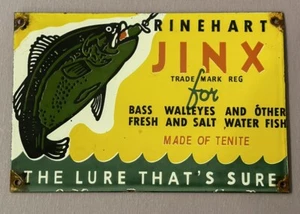 RINEHART
JINX
TRADE MARK REG
for
BASS WALLEYES AND OTHER
FRESH AND SALT WATER FISH
MADE OF TENITE
THE LURE THAT'S SURE